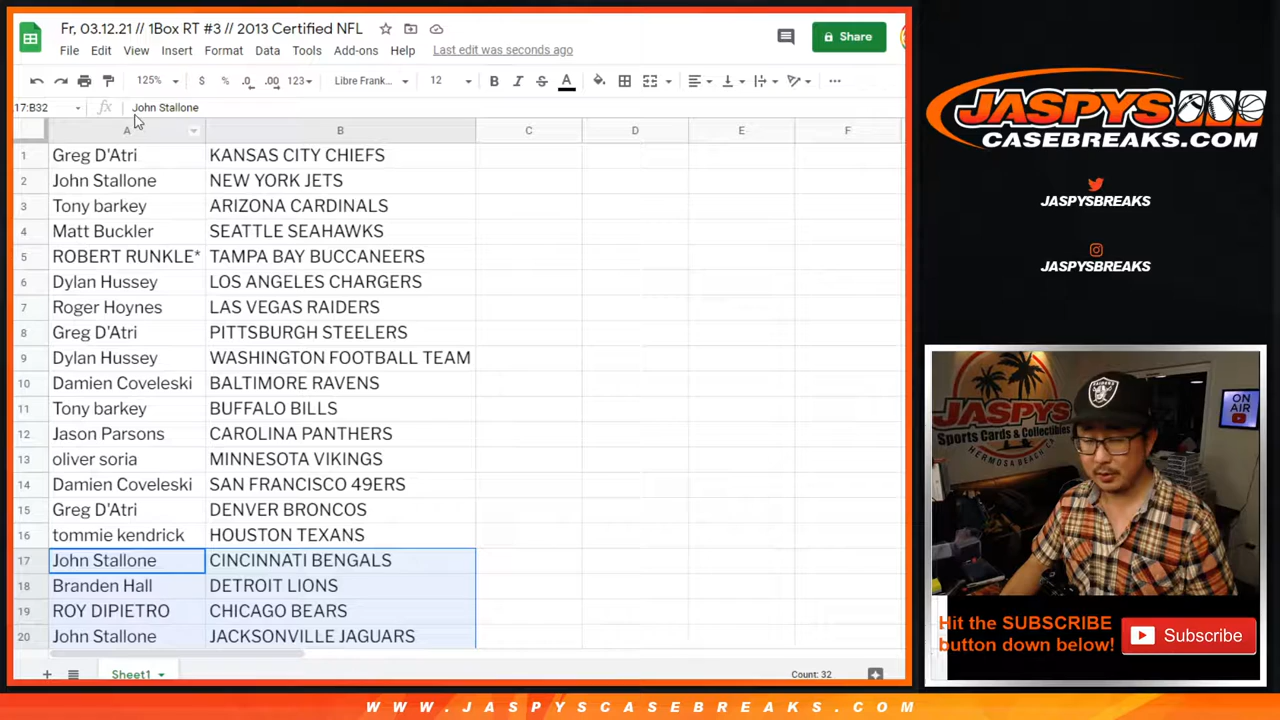 Fr, 03.12.21 // 1Box RT #3 // 2013 Certified NFL
File Edit View Insert Format Data Tools Add-ons Help Last edit was seconds ago
Share
125% $ % .0 .00 123 Libre Frank... 12 B I S A
17:B32 fx John Stallone
A B C D E F
1 Greg D'Atri KANSAS CITY CHIEFS
2 John Stallone NEW YORK JETS
3 Tony barkey ARIZONA CARDINALS
4 Matt Buckler SEATTLE SEAHAWKS
5 ROBERT RUNKLE* TAMPA BAY BUCCANEERS
6 Dylan Hussey LOS ANGELES CHARGERS
7 Roger Hoynes LAS VEGAS RAIDERS
8 Greg D'Atri PITTSBURGH STEELERS
9 Dylan Hussey WASHINGTON FOOTBALL TEAM
10 Damien Coveleski BALTIMORE RAVENS
11 Tony barkey BUFFALO BILLS
12 Jason Parsons CAROLINA PANTHERS
13 oliver soria MINNESOTA VIKINGS
14 Damien Coveleski SAN FRANCISCO 49ERS
15 Greg D'Atri DENVER BRONCOS
16 tommie kendrick HOUSTON TEXANS
17 John Stallone CINCINNATI BENGALS
18 Branden Hall DETROIT LIONS
19 ROY DIPIETRO CHICAGO BEARS
20 John Stallone JACKSONVILLE JAGUARS
Sheet1
Count: 32
JASPYS
CASEBREAKS.COM
JASPYSBREAKS
JASPYSBREAKS
JASPYS
Sports Cards & Collectibles
HERMOSA BEACH
RAIDERS
ON
AIR
Hit the SUBSCRIBE
button down below!
Subscribe
WWW.JASPYSCASEBREAKS.COM